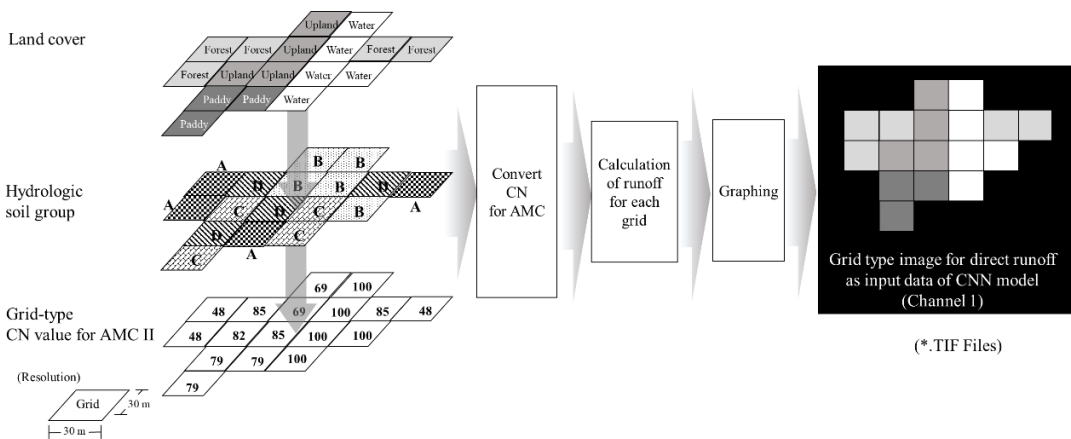 Land cover
Upland Water
Forest Forest Upland Water Forest Forest
Forest Upland Upland Water Water
Paddy Paddy Water
Paddy
Hydrologic
soil group
B B
A D B B D A
A C D C B
D A C
C
Grid-type
CN value for AMC II
69 100
48 85 69 100 85 48
48 82 85 100 100
79 79 100
79
(Resolution)
Grid
30 m
30 m
Convert
CN
for AMC
Calculation
of runoff
for each
grid
Graphing
Grid type image for direct runoff
as input data of CNN model
(Channel 1)
(*.TIF Files)